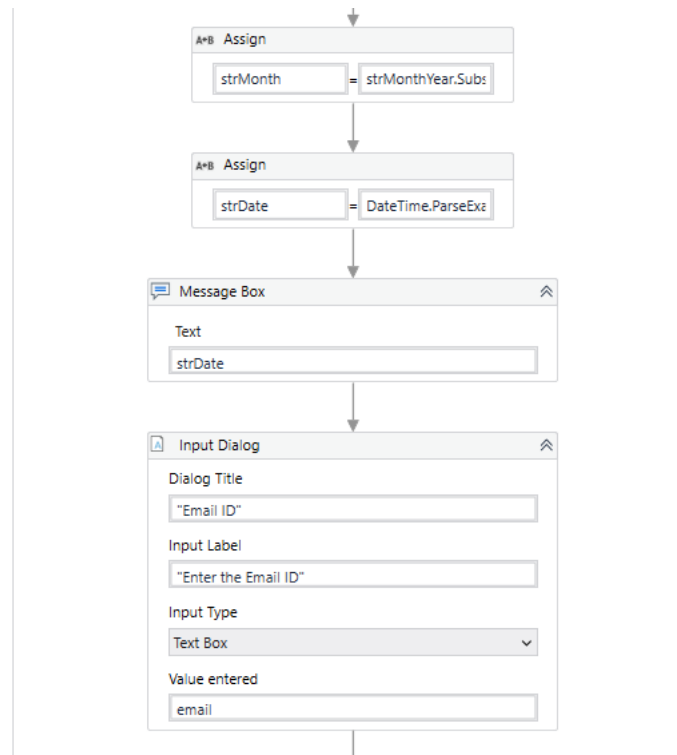 A+B Assign
strMonth = strMonthYear.Subs
A+B Assign
strDate = DateTime.ParseExa
Message Box
Text
strDate
A Input Dialog
Dialog Title
"Email ID"
Input Label
"Enter the Email ID"
Input Type
Text Box
Value entered
email